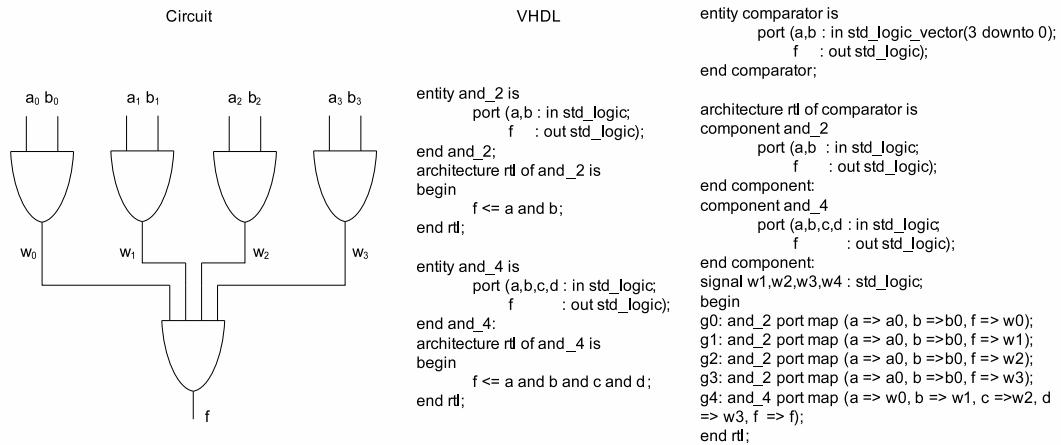 Circuit
a₀ b₀
a₁ b₁
a₂ b₂
a₃ b₃
w₀
w₁
w₂
w₃
f
VHDL
entity and_2 is
port (a,b : in std_logic;
f : out std_logic);
end and_2;
architecture rtl of and_2 is
begin
f <= a and b;
end rtl;
entity and_4 is
port (a,b,c,d : in std_logic;
f : out std_logic);
end and_4:
architecture rtl of and_4 is
begin
f <= a and b and c and d;
end rtl;
entity comparator is
port (a,b : in std_logic_vector(3 downto 0);
f : out std_logic);
end comparator;
architecture rtl of comparator is
component and_2
port (a,b : in std_logic;
f : out std_logic);
end component:
component and_4
port (a,b,c,d : in std_logic;
f : out std_logic);
end component:
signal w1,w2,w3,w4 : std_logic;
begin
g0: and_2 port map (a => a0, b =>b0, f => w0);
g1: and_2 port map (a => a0, b =>b0, f => w1);
g2: and_2 port map (a => a0, b =>b0, f => w2);
g3: and_2 port map (a => a0, b =>b0, f => w3);
g4: and_4 port map (a => w0, b => w1, c =>w2, d
=> w3, f => f);
end rtl;